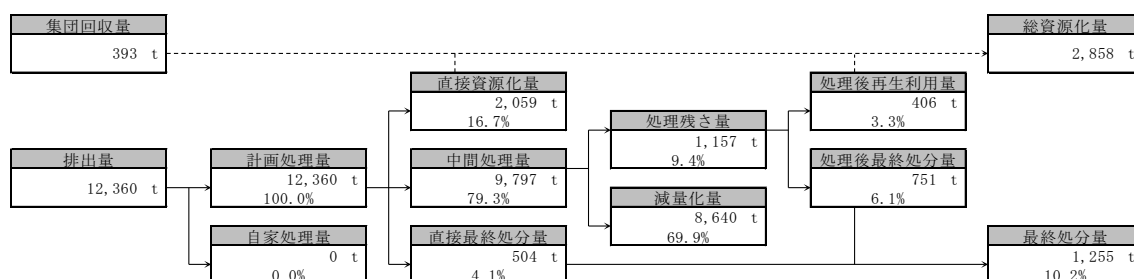 集団回収量
393 t
総資源化量
2,858 t
直接資源化量
2,059 t
16.7%
処理後再生利用量
406 t
3.3%
処理残さ量
1,157 t
9.4%
排出量
12,360 t
計画処理量
12,360 t
100.0%
中間処理量
9,797 t
79.3%
処理後最終処分量
751 t
6.1%
減量化量
8,640 t
69.9%
自家処理量
0 t
0.0%
直接最終処分量
504 t
4.1%
最終処分量
1,255 t
10.2%